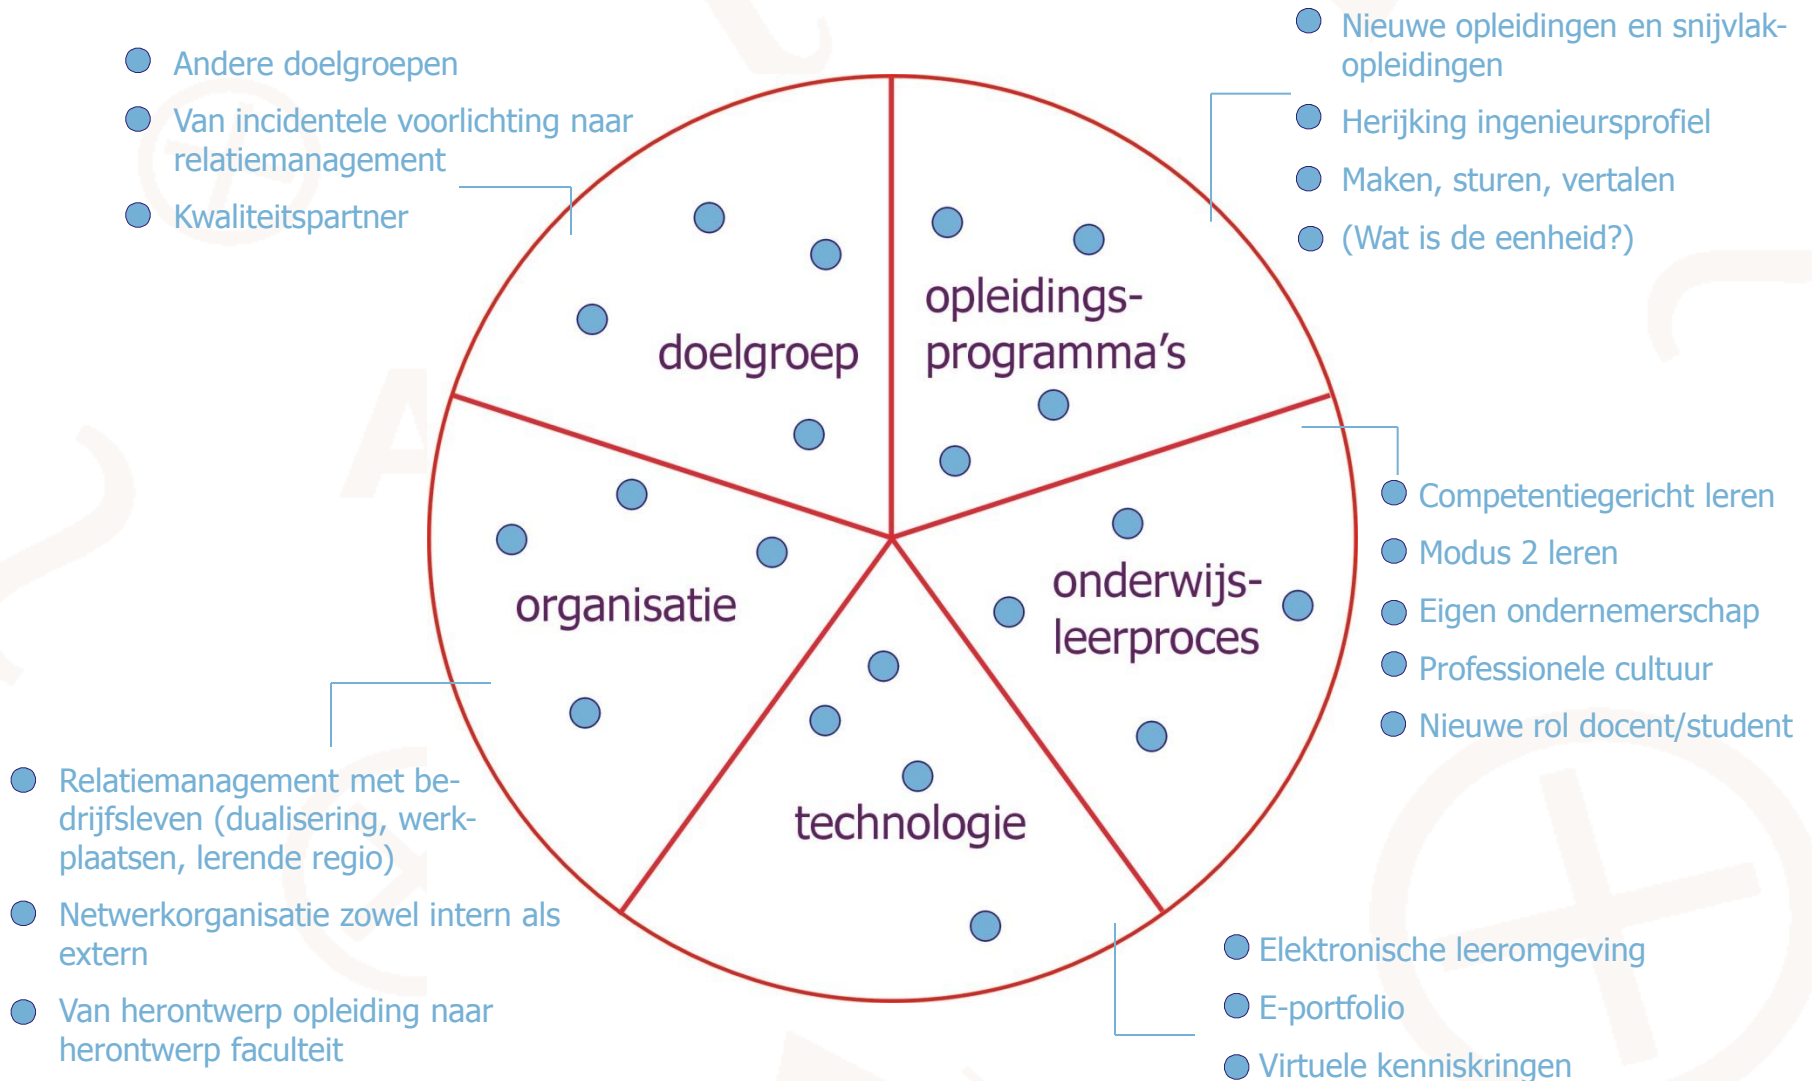 Andere doelgroepen
Van incidentele voorlichting naar
relatiemanagement
Kwaliteitspartner
Nieuwe opleidingen en snijvlak-
opleidingen
Herijking ingenieursprofiel
Maken, sturen, vertalen
(Wat is de eenheid?)
doelgroep
opleidings-
programma's
organisatie
onderwijs-
leerproces
technologie
Competentiegericht leren
Modus 2 leren
Eigen ondernemerschap
Professionele cultuur
Nieuwe rol docent/student
Relatiemanagement met be-
drijfsleven (dualisering, werk-
plaatsen, lerende regio)
Netwerkorganisatie zowel intern als
extern
Van herontwerp opleiding naar
herontwerp faculteit
Elektronische leeromgeving
E-portfolio
Virtuele kenniskringen